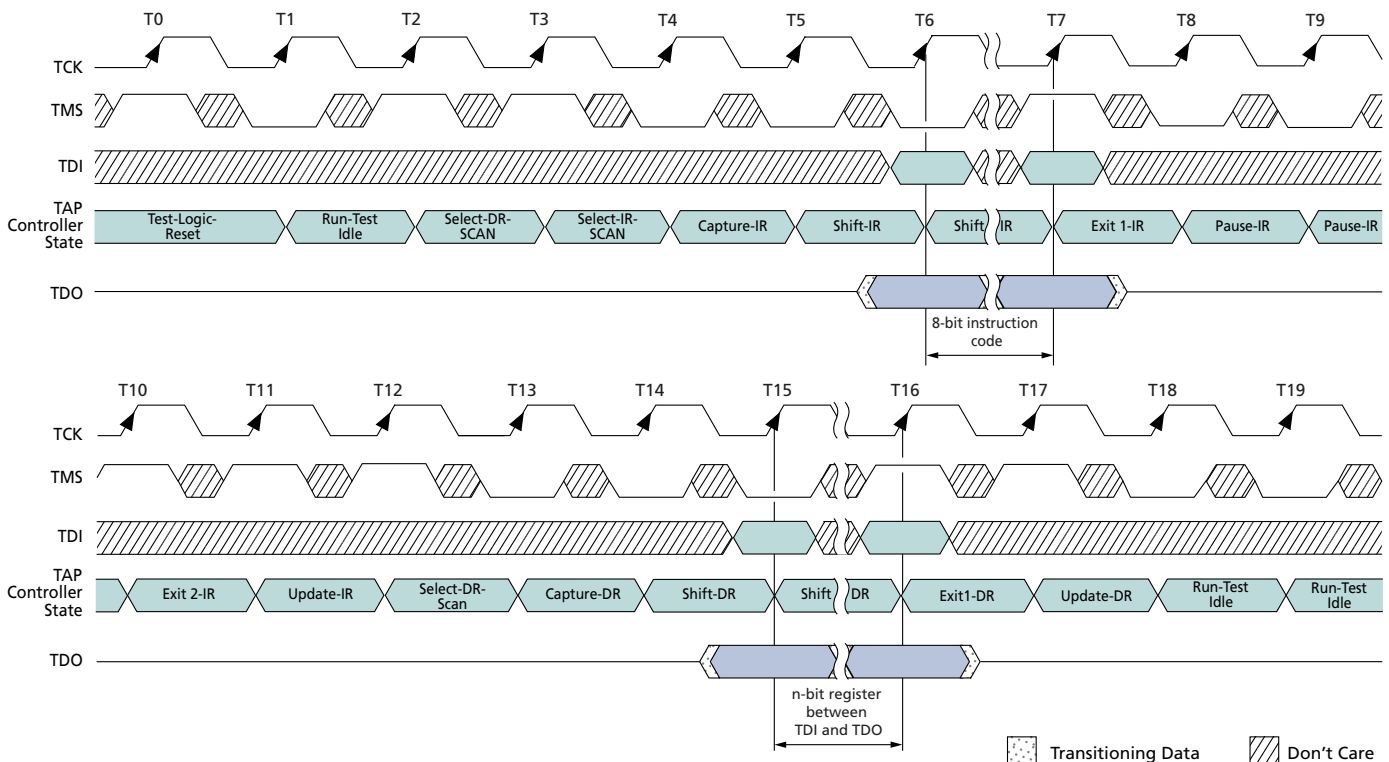 T0 T1 T2 T3 T4 T5 T6 T7 T8 T9
TCK
TMS
TDI
TAP
Controller
State
Test-Logic-
Reset
Run-Test
Idle
Select-DR-
SCAN
Select-IR-
SCAN
Capture-IR
Shift-IR
Shift IR
Exit 1-IR
Pause-IR
Pause-IR
TDO
8-bit instruction
code
T10 T11 T12 T13 T14 T15 T16 T17 T18 T19
TCK
TMS
TDI
TAP
Controller
State
Exit 2-IR
Update-IR
Select-DR-
Scan
Capture-DR
Shift-DR
Shift DR
Exit1-DR
Update-DR
Run-Test
Idle
Run-Test
Idle
TDO
n-bit register
between
TDI and TDO
Transitioning Data
Don't Care